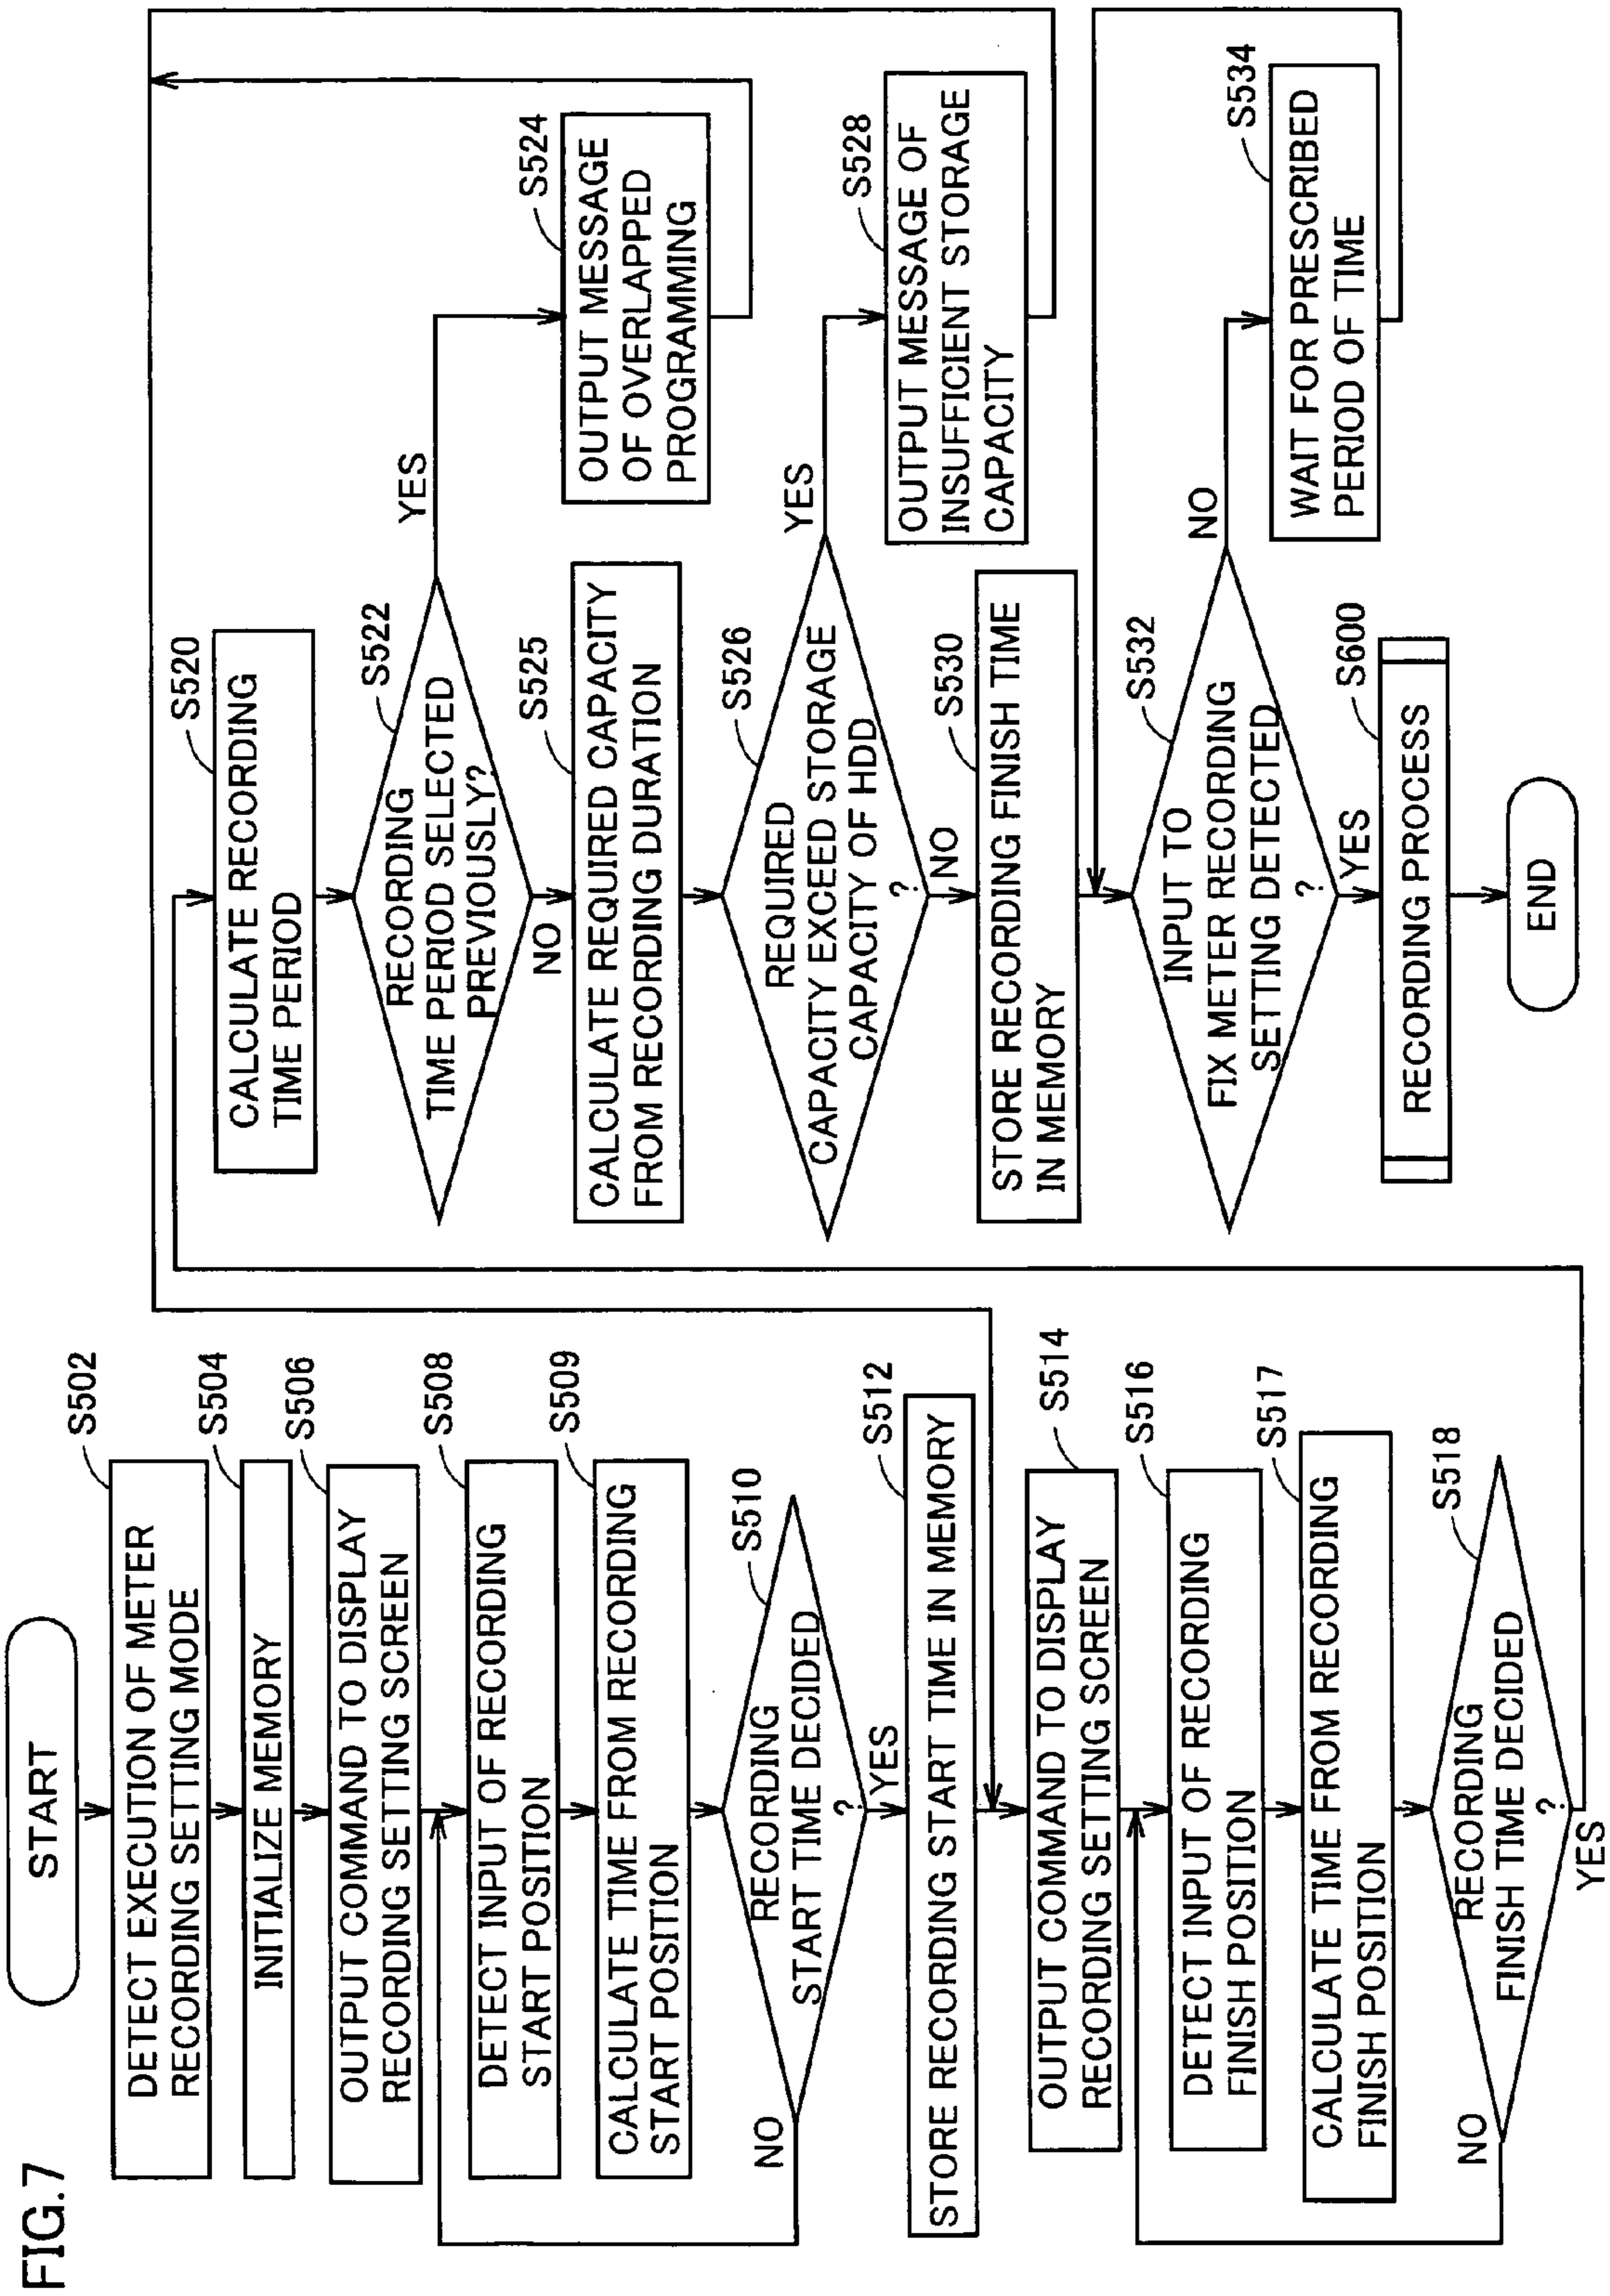 FIG.7
START
S502
DETECT EXECUTION OF METER
RECORDING SETTING MODE
S504
INITIALIZE MEMORY
S506
OUTPUT COMMAND TO DISPLAY
RECORDING SETTING SCREEN
S508
DETECT INPUT OF RECORDING
START POSITION
S509
CALCULATE TIME FROM RECORDING
START POSITION
S510
RECORDING
START TIME DECIDED
?
NO
YES
S512
STORE RECORDING START TIME IN MEMORY
S514
OUTPUT COMMAND TO DISPLAY
RECORDING SETTING SCREEN
S516
DETECT INPUT OF RECORDING
FINISH POSITION
S517
CALCULATE TIME FROM RECORDING
FINISH POSITION
S518
RECORDING
FINISH TIME DECIDED
?
NO
YES
S520
CALCULATE RECORDING
TIME PERIOD
S522
RECORDING
TIME PERIOD SELECTED
PREVIOUSLY?
YES
NO
S524
OUTPUT MESSAGE
OF OVERLAPPED
PROGRAMMING
S525
CALCULATE REQUIRED CAPACITY
FROM RECORDING DURATION
S526
REQUIRED
CAPACITY EXCEED STORAGE
CAPACITY OF HDD
?
YES
NO
S528
OUTPUT MESSAGE OF
INSUFFICIENT STORAGE
CAPACITY
S530
STORE RECORDING FINISH TIME
IN MEMORY
S532
INPUT TO
FIX METER RECORDING
SETTING DETECTED
?
NO
YES
S534
WAIT FOR PRESCRIBED
PERIOD OF TIME
S600
RECORDING PROCESS
END